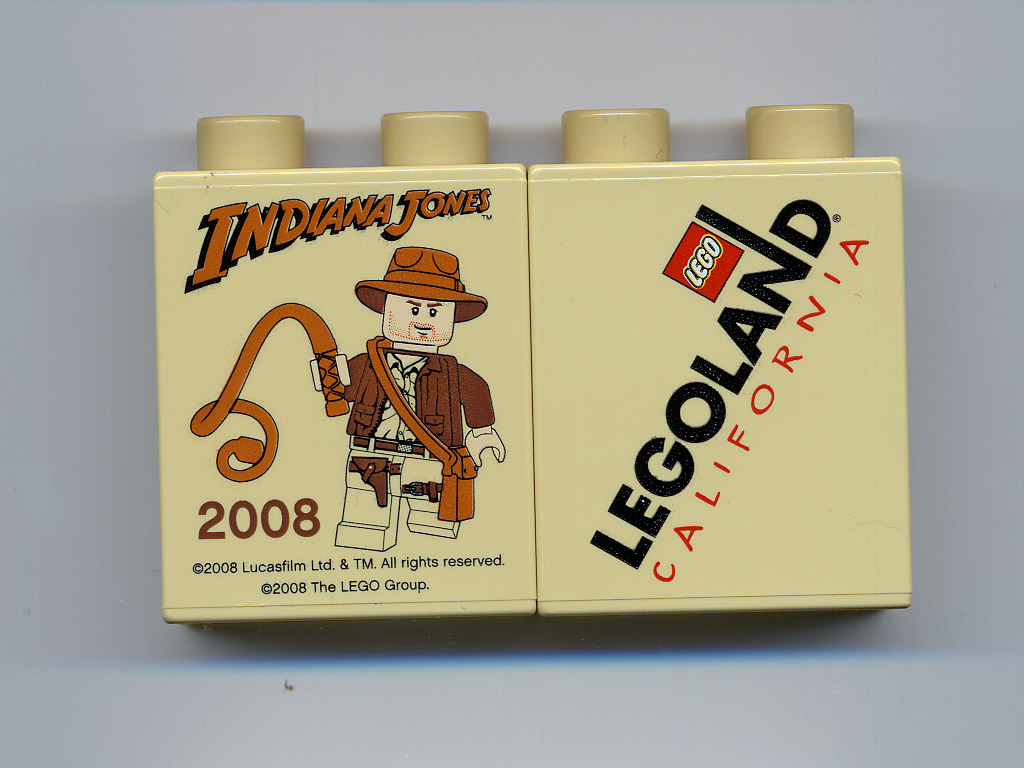 INDIANA JONES™
2008
©2008 Lucasfilm Ltd. & TM. All rights reserved.
©2008 The LEGO Group.
LEGO
LEGOLAND®
CALIFORNIA